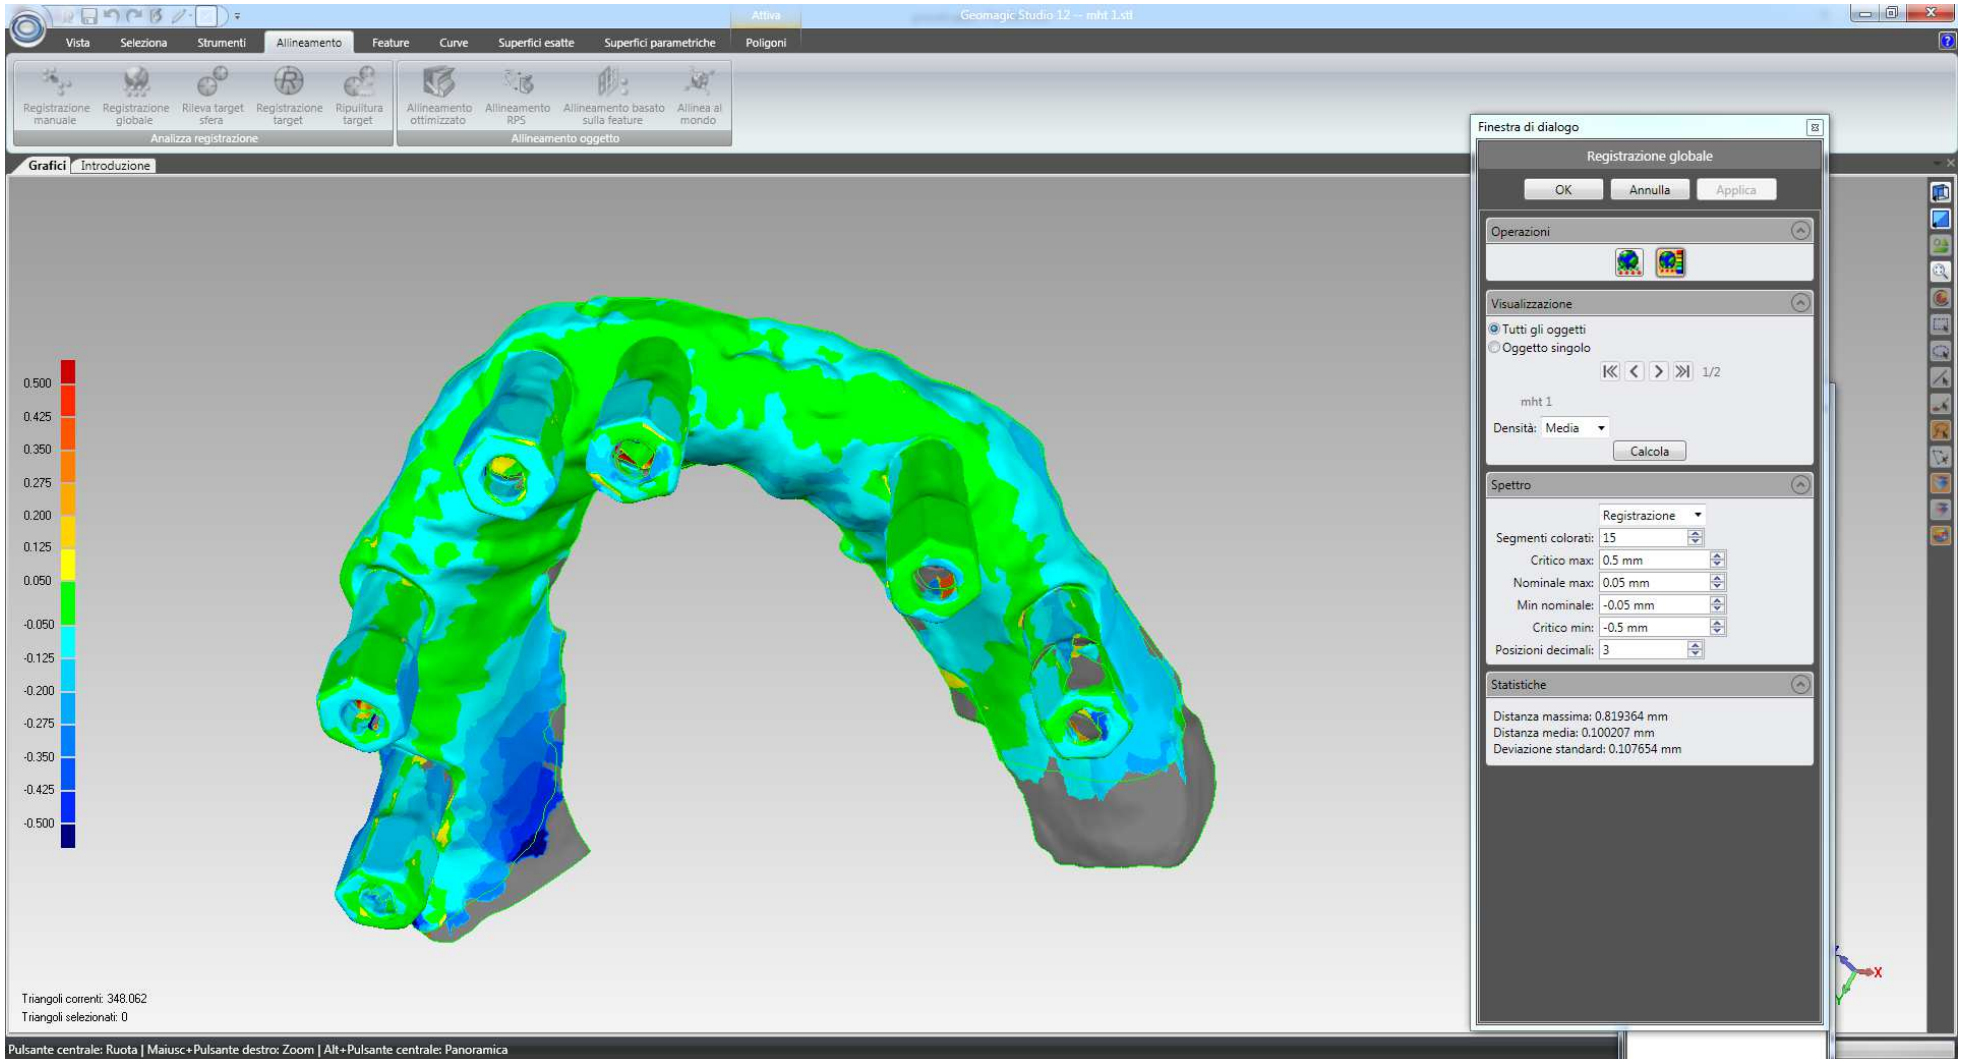 Attiva
Geomagic Studio 12 -- mht 1.stl
Vista Seleziona Strumenti Allineamento Feature Curve Superfici esatte Superfici parametriche Poligoni
Registrazione manuale
Registrazione globale
Rileva target sfera
Registrazione target
Ripulitura target
Allineamento ottimizzato
Allineamento RPS
Allineamento basato sulla feature
Allinea al mondo
Analizza registrazione
Allineamento oggetto
Grafici Introduzione
0.500
0.425
0.350
0.275
0.200
0.125
0.050
-0.050
-0.125
-0.200
-0.275
-0.350
-0.425
-0.500
Triangoli correnti: 348.062
Triangoli selezionati: 0
Finestra di dialogo
Registrazione globale
OK Annulla Applica
Operazioni
Visualizzazione
Tutti gli oggetti
Oggetto singolo
1/2
mht 1
Densità: Media
Calcola
Spettro
Registrazione
Segmenti colorati: 15
Critico max: 0.5 mm
Nominale max: 0.05 mm
Min nominale: -0.05 mm
Critico min: -0.5 mm
Posizioni decimali: 3
Statistiche
Distanza massima: 0.819364 mm
Distanza media: 0.100207 mm
Deviazione standard: 0.107654 mm
X
Pulsante centrale: Ruota | Maiusc+Pulsante destro: Zoom | Alt+Pulsante centrale: Panoramica